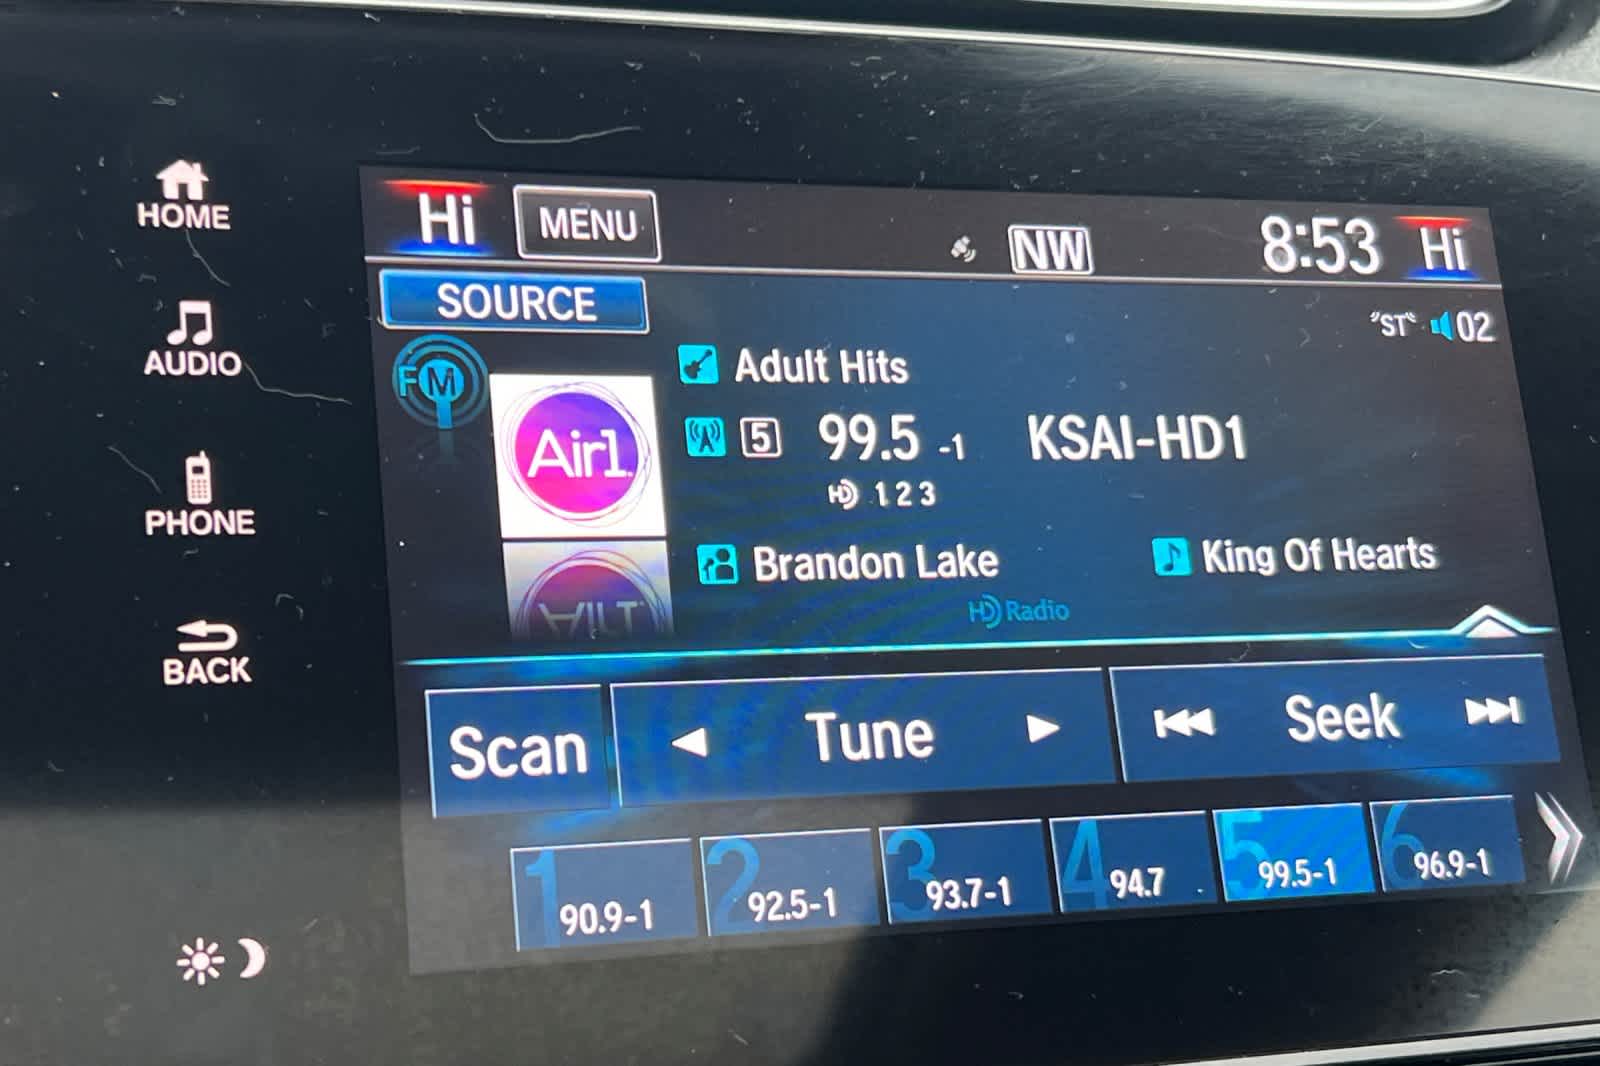 HOME
AUDIO
PHONE
BACK
Hi MENU NW 8:53 Hi
SOURCE
"ST" 02
FM
Air1
Adult Hits
5 99.5 -1 KSAI-HD1
HD 1 2 3
Brandon Lake King Of Hearts
HD Radio
Scan Tune Seek
1 90.9-1
2 92.5-1
3 93.7-1
4 94.7
5 99.5-1
6 96.9-1